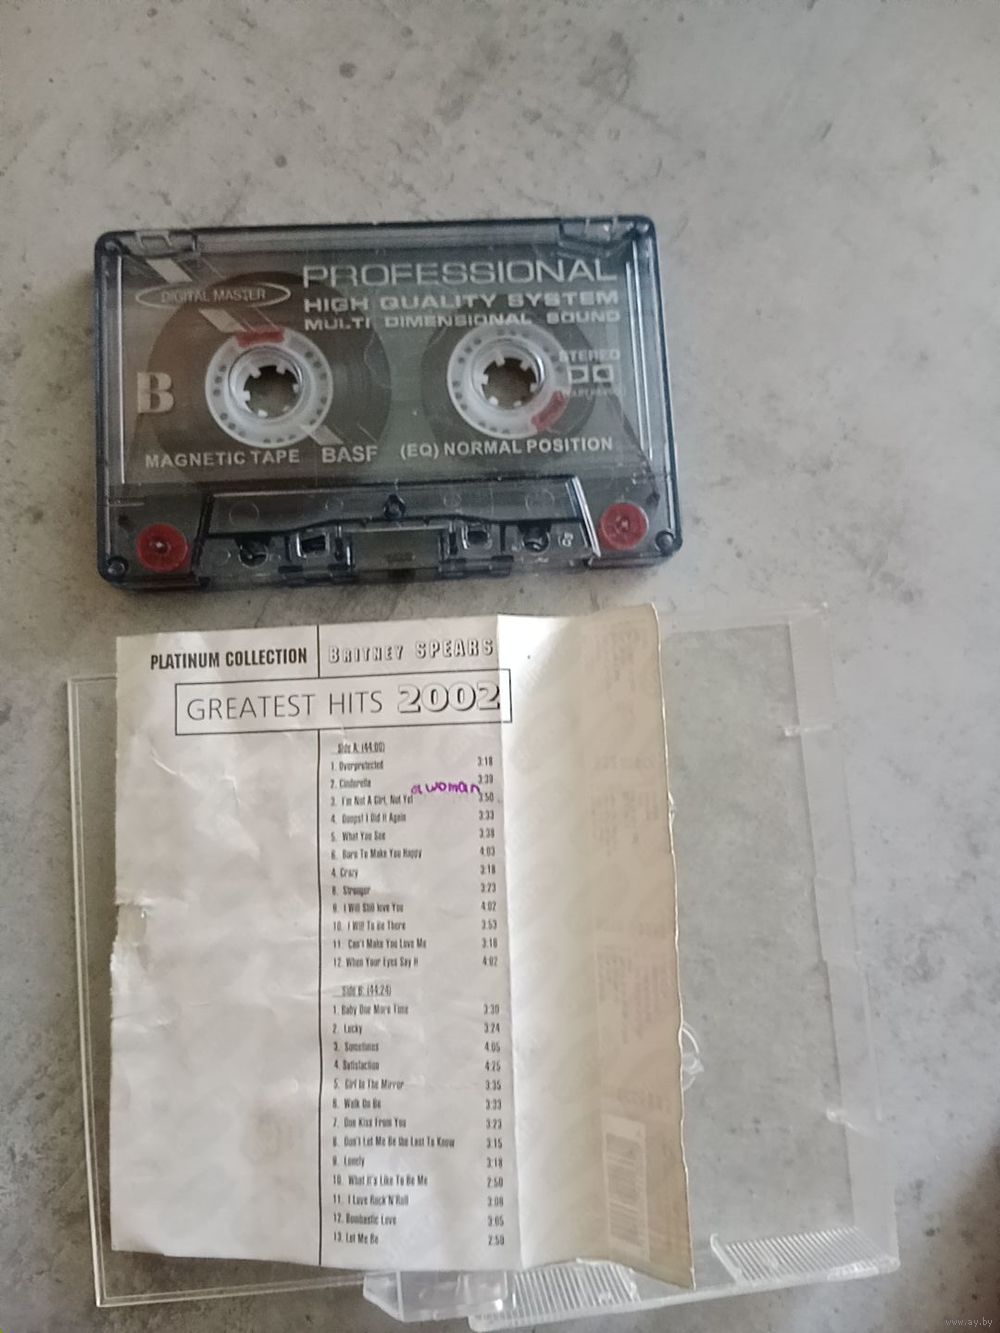 DIGITAL MASTER
PROFESSIONAL
HIGH QUALITY SYSTEM
MULTI DIMENSIONAL SOUND
STEREO
B
MAGNETIC TAPE BASF (EQ) NORMAL POSITION
PLATINUM COLLECTION BRITNEY SPEARS
GREATEST HITS 2002
Side A: (44:00)
1. Overprotected 3:18
2. Cinderella 3:39
a woman
3. I'm Not A Girl, Not Yet 3:50
4. Ooops! I Did It Again 3:33
5. What You See 3:38
6. Born To Make You Happy 4:03
4. Crazy 3:18
8. Stronger 3:23
9. I Will Still love You 4:02
10. I Will To Be There 3:53
11. Can't Make You Love Me 3:18
12. When Your Eyes Say It 4:02
Side B: (44:24)
1. Baby One More Time 3:30
2. Lucky 3:24
3. Sometimes 4:05
4. Satisfaction 4:25
5. Girl In The Mirror 3:35
6. Walk On Be 3:33
7. Don Kiss From You 3:23
8. Don't Let Me Be the Last To Know 3:15
9. Lonely 3:18
10. What It's Like To Be Me 2:50
11. I Love Rock'N'Roll 3:08
12. Bombastic Love 3:05
13. Let Me Be 2:50
www.ay.by